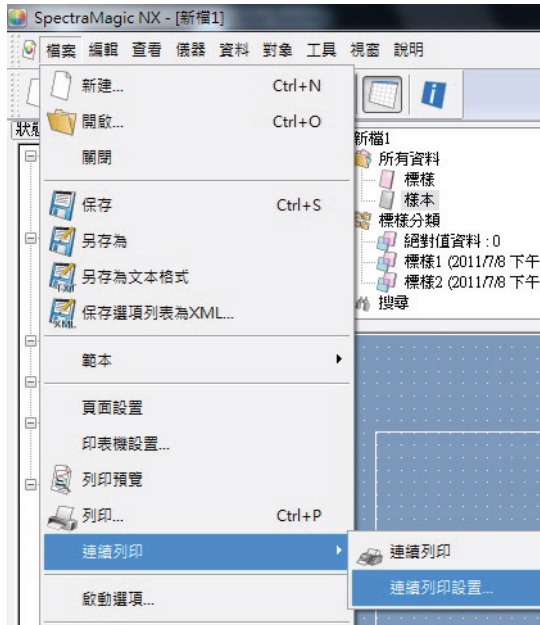 SpectraMagic NX - [新檔1]
檔案 編輯 查看 儀器 資料 對象 工具 視窗 說明
新建... Ctrl+N
開啟... Ctrl+O
關閉
保存 Ctrl+S
另存為
另存為文本格式
保存選項列表為XML...
範本
頁面設置
印表機設置...
列印預覽
列印... Ctrl+P
連續列印
啟動選項...
連續列印
連續列印設置...
新檔1
所有資料
標樣
樣本
標樣分類
絕對值資料 : 0
標樣1 (2011/7/8 下午
標樣2 (2011/7/8 下午
搜尋